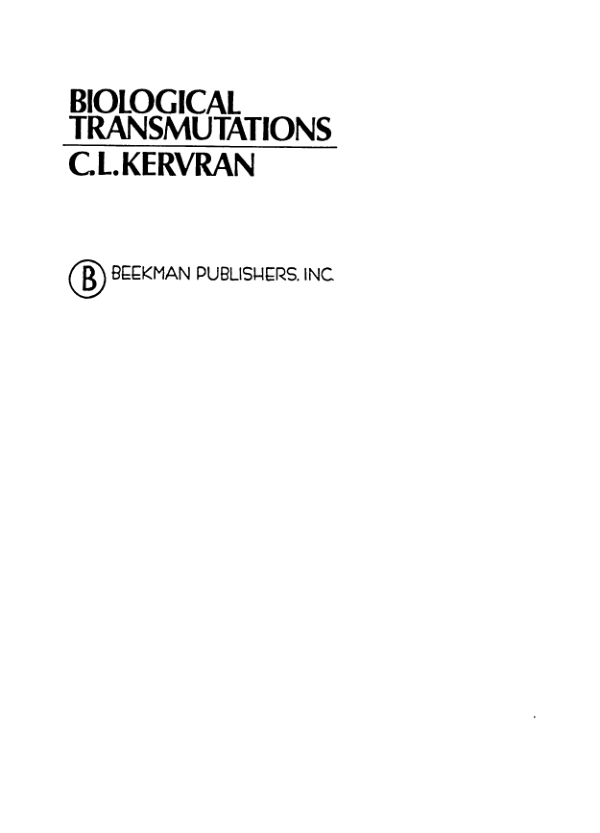 BIOLOGICAL
TRANSMUTATIONS
C.L.KERVRAN
B BEEKMAN PUBLISHERS, INC.